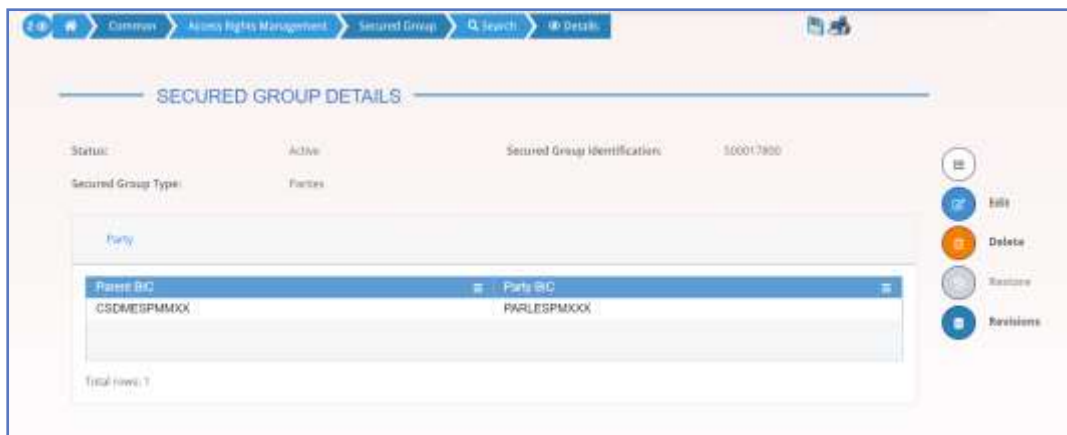 Common Access Rights Management Secured Group Search Details
SECURED GROUP DETAILS
Status: Active Secured Group Identification: 500017800
Secured Group Type: Parties
Edit
Party
Delete
Parent BIC Party BIC
Restore
CSDMESPMMXX PARLESPMXXX
Revisions
Total rows: 1